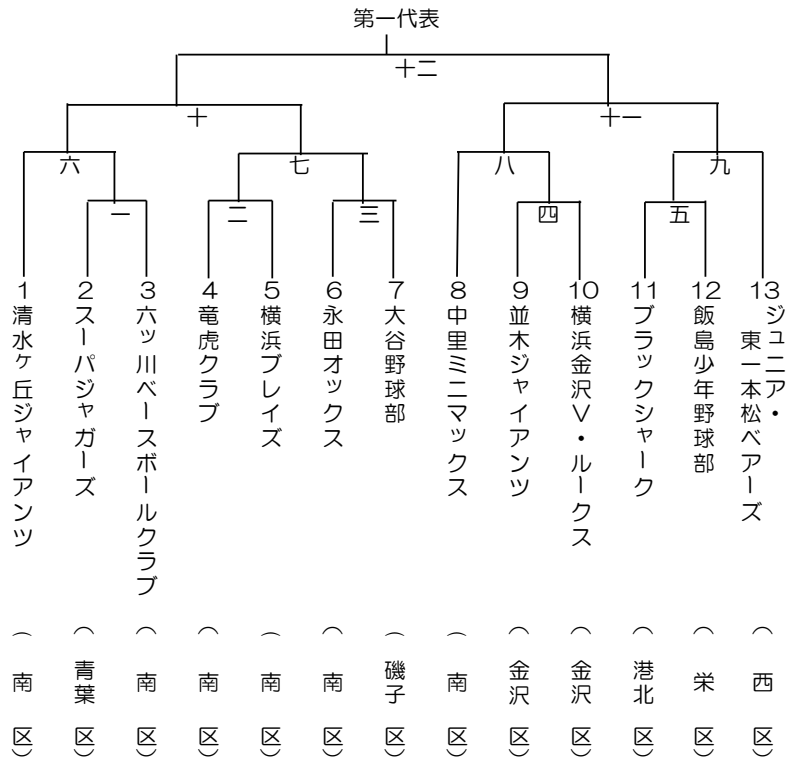 第一代表
十二
十
十一
六
七
八
九
一
二
三
四
五
1 清水ヶ丘ジャイアンツ (南区)
2 スーパジャガーズ (青葉区)
3 六ッ川ベースボールクラブ (南区)
4 竜虎クラブ (南区)
5 横浜ブレイズ (南区)
6 永田オックス (南区)
7 大谷野球部 (磯子区)
8 中里ミニマックス (南区)
9 並木ジャイアンツ (金沢区)
10 横浜金沢V・ルークス (金沢区)
11 ブラックシャーク (港北区)
12 飯島少年野球部 (栄区)
13 ジュニア・
東一本松ベアーズ (西区)